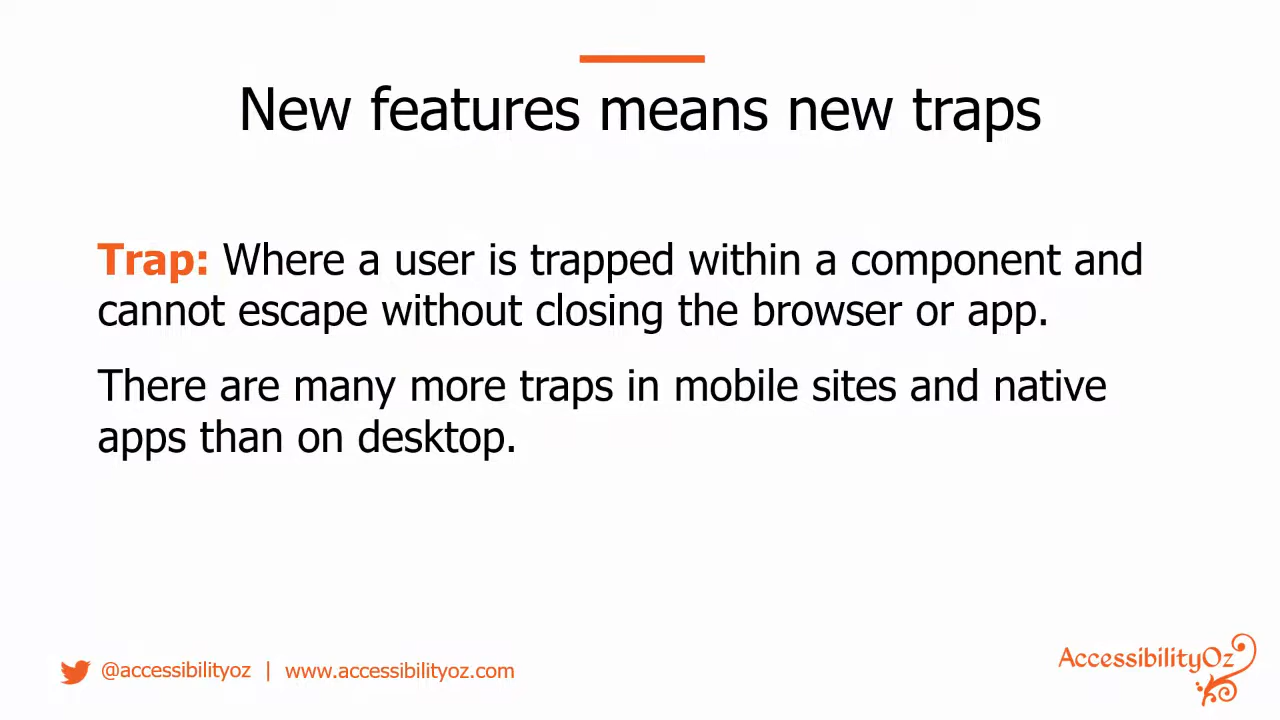 New features means new traps
Trap: Where a user is trapped within a component and
cannot escape without closing the browser or app.
There are many more traps in mobile sites and native
apps than on desktop.
@accessibilityoz | www.accessibilityoz.com
AccessibilityOz